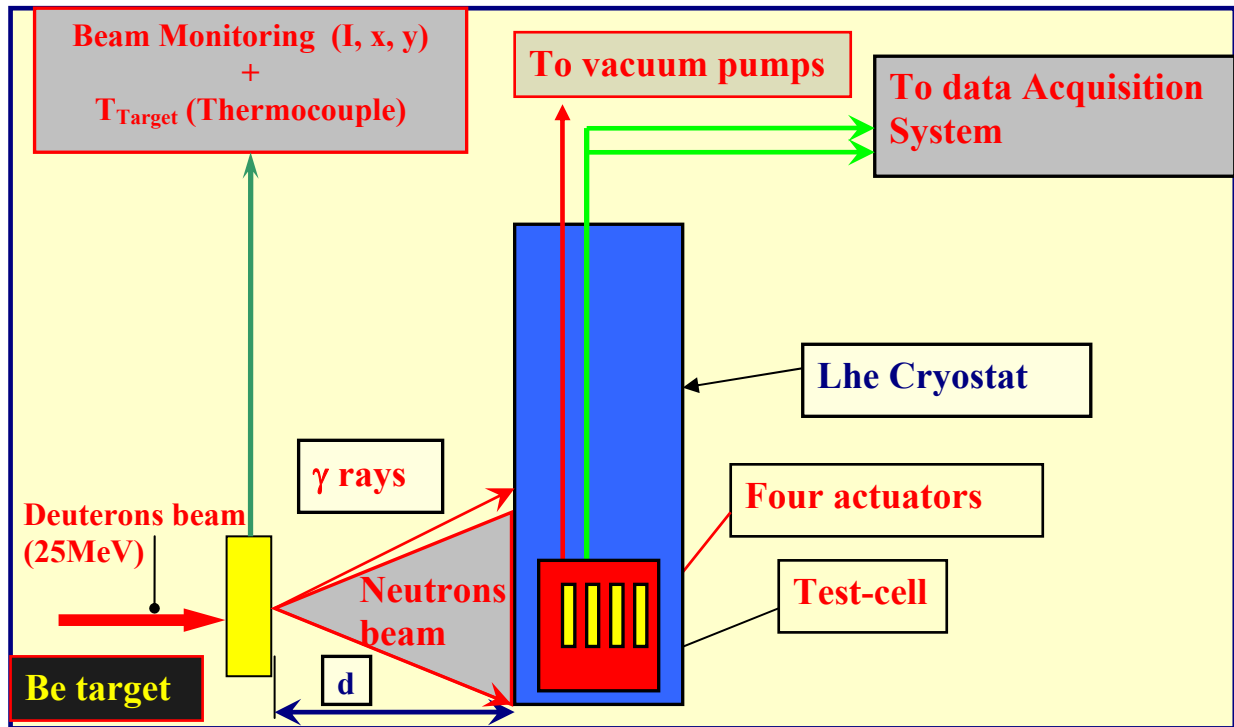 Beam Monitoring (I, x, y)
+
T_Target (Thermocouple)
To vacuum pumps
To data Acquisition
System
Lhe Cryostat
γ rays
Four actuators
Deuterons beam
(25MeV)
Neutrons
beam
Test-cell
Be target
d